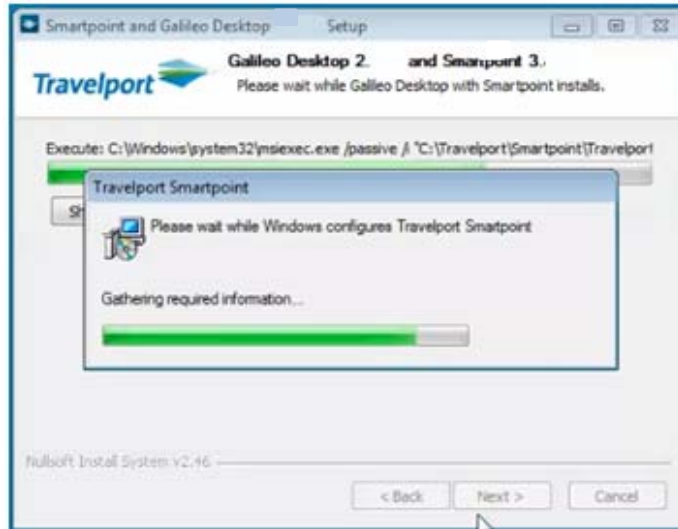 Smartpoint and Galileo Desktop Setup
Travelport
Galileo Desktop 2. and Smartpoint 3.
Please wait while Galileo Desktop with Smartpoint installs.
Execute: C:\Windows\system32\msiexec.exe /passive /i "C:\Travelport\Smartpoint\Travelport
Travelport Smartpoint
Please wait while Windows configures Travelport Smartpoint
Gathering required information...
Nullsoft Install System v2.46
< Back Next > Cancel